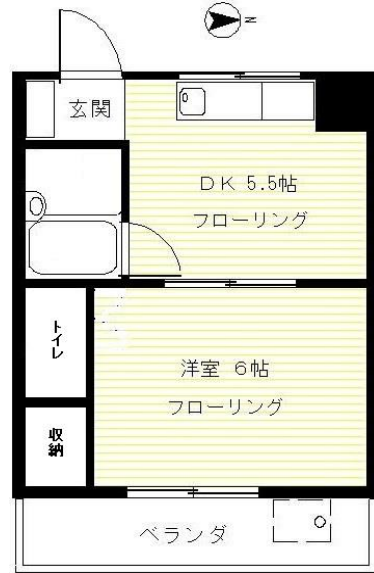 N
玄関
DK 5.5帖
フローリング
トイレ
洋室 6帖
フローリング
収納
ベランダ